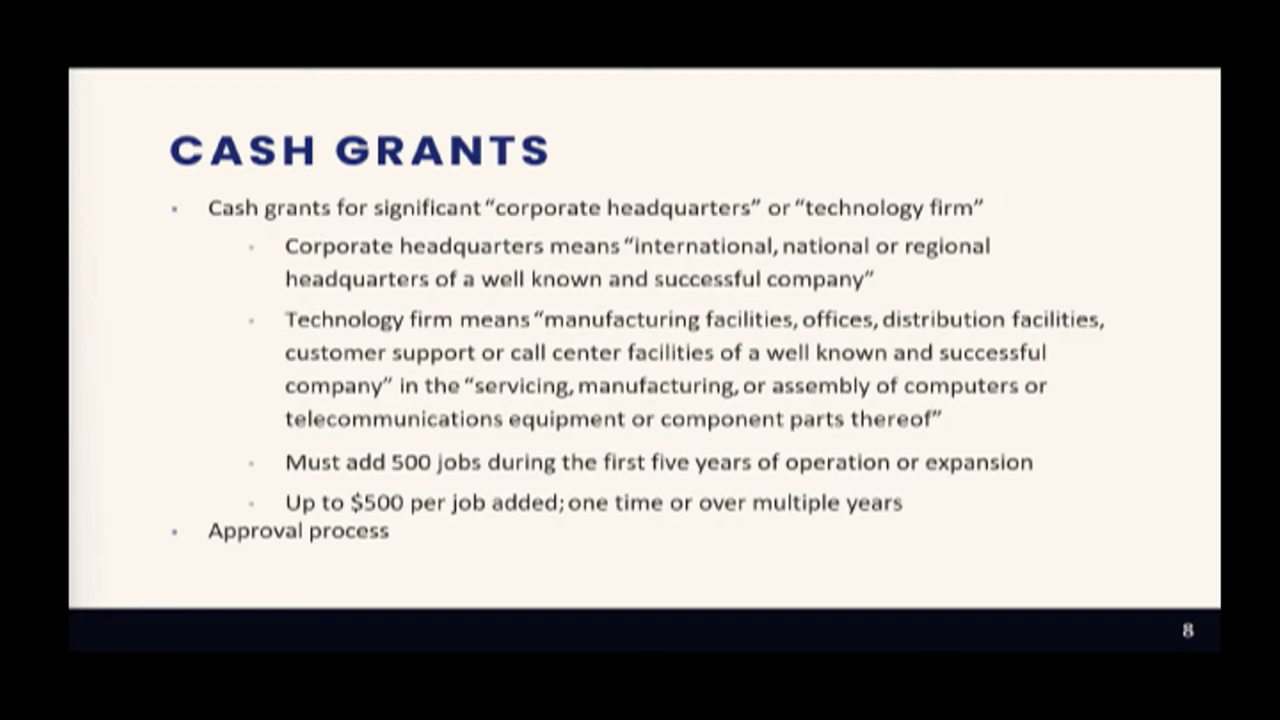 CASH GRANTS
• Cash grants for significant “corporate headquarters” or “technology firm”
• Corporate headquarters means “international, national or regional
headquarters of a well known and successful company”
• Technology firm means “manufacturing facilities, offices, distribution facilities,
customer support or call center facilities of a well known and successful
company” in the “servicing, manufacturing, or assembly of computers or
telecommunications equipment or component parts thereof”
• Must add 500 jobs during the first five years of operation or expansion
• Up to $500 per job added; one time or over multiple years
• Approval process
8